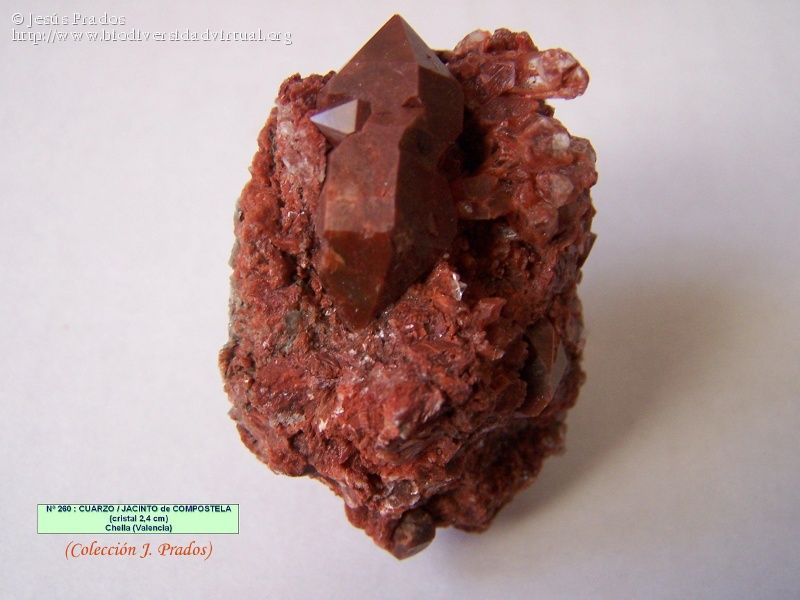 © Jesús Prados
http://www.biodiversidadvirtual.org
Nº 260 : CUARZO / JACINTO de COMPOSTELA
(cristal 2,4 cm)
Chella (Valencia)
(Colección J. Prados)